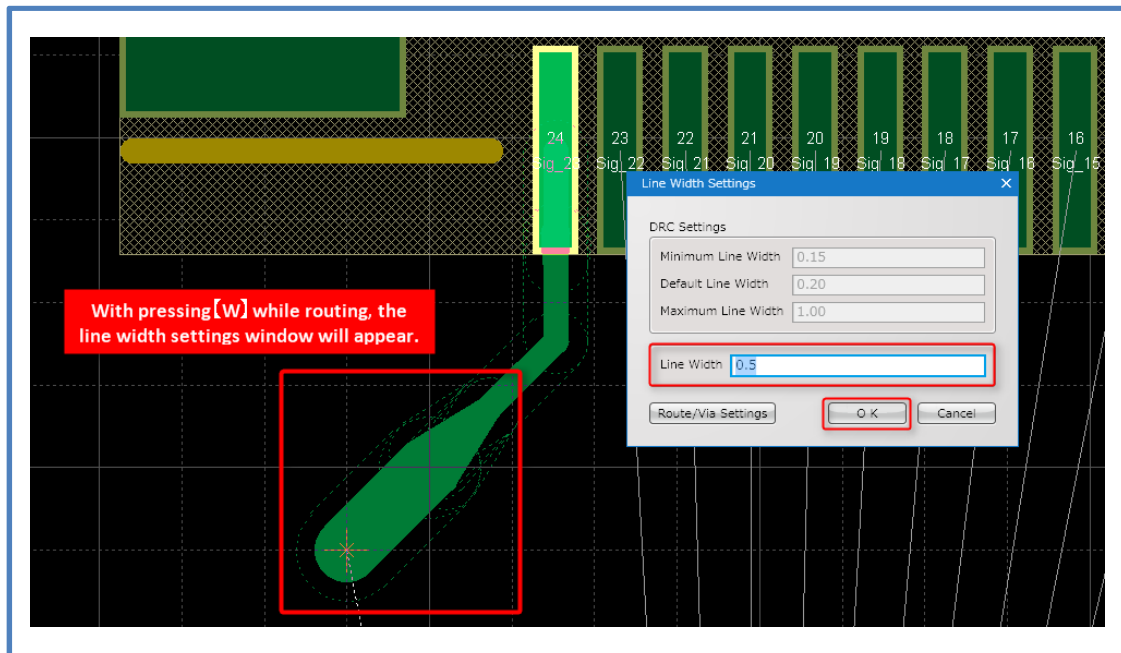 24 23 22 21 20 19 18 17 16
Sig_22 Sig_21 Sig_20 Sig_19 Sig_18 Sig_17 Sig_16 Sig_15
Line Width Settings
DRC Settings
Minimum Line Width 0.15
Default Line Width 0.20
Maximum Line Width 1.00
With pressing【W】while routing, the
line width settings window will appear.
Line Width 0.5
Route/Via Settings O K Cancel